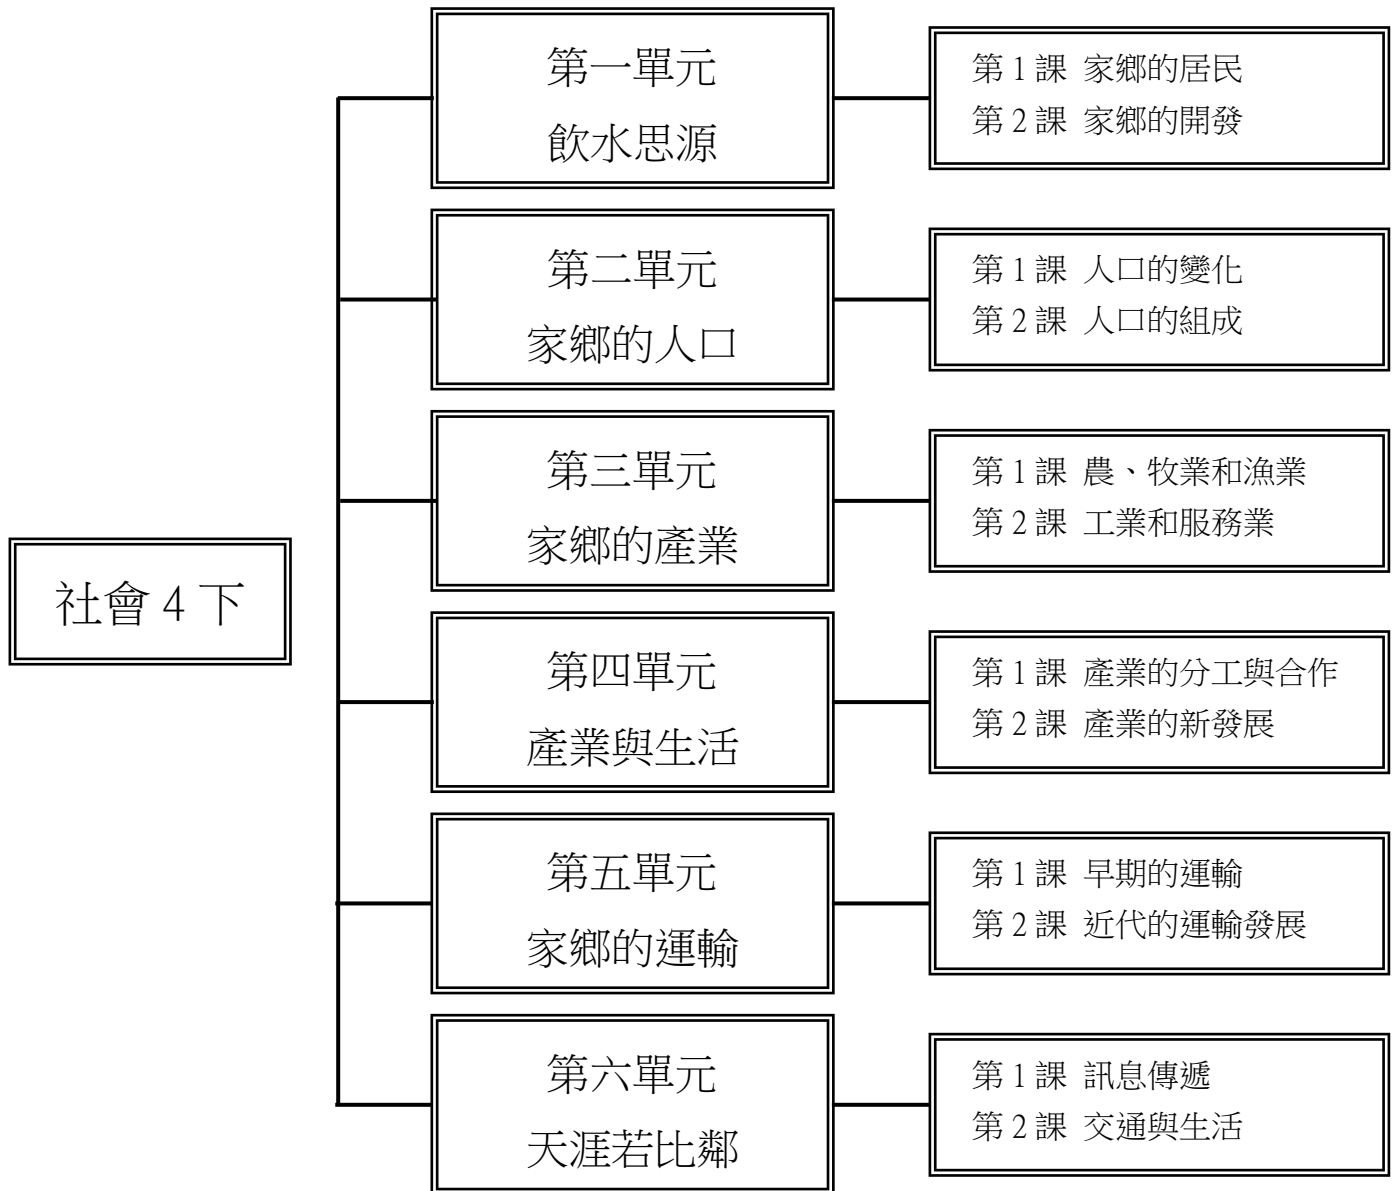 社會 4 下
第一單元
飲水思源
第 1 課 家鄉的居民
第 2 課 家鄉的開發
第二單元
家鄉的人口
第 1 課 人口的變化
第 2 課 人口的組成
第三單元
家鄉的產業
第 1 課 農、牧業和漁業
第 2 課 工業和服務業
第四單元
產業與生活
第 1 課 產業的分工與合作
第 2 課 產業的新發展
第五單元
家鄉的運輸
第 1 課 早期的運輸
第 2 課 近代的運輸發展
第六單元
天涯若比鄰
第 1 課 訊息傳遞
第 2 課 交通與生活